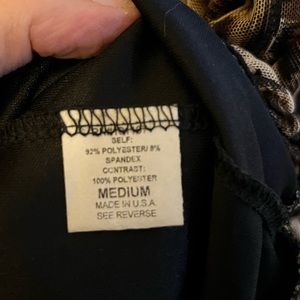 SELF:
92% POLYESTER/ 8%
SPANDEX
CONTRAST:
100% POLYESTER
MEDIUM
MADE IN U.S.A.
SEE REVERSE